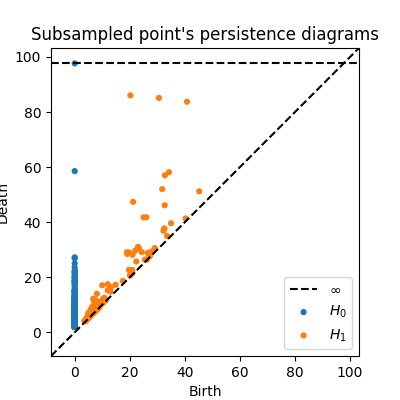 Subsampled point's persistence diagrams
100
80
60
40
20
0
Death
0 20 40 60 80 100
Birth
∞
H₀
H₁